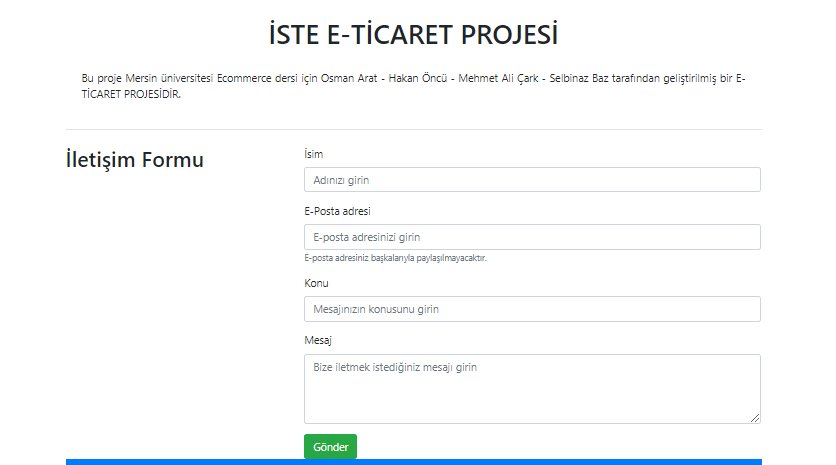 İSTE E-TİCARET PROJESİ
Bu proje Mersin üniversitesi Ecommerce dersi için Osman Arat - Hakan Öncü - Mehmet Ali Çark - Selbinaz Baz tarafından geliştirilmiş bir E-
TİCARET PROJESİDİR.
İletişim Formu
İsim
Adınızı girin
E-Posta adresi
E-posta adresinizi girin
E-posta adresiniz başkalarıyla paylaşılmayacaktır.
Konu
Mesajınızın konusunu girin
Mesaj
Bize iletmek istediğiniz mesajı girin
Gönder